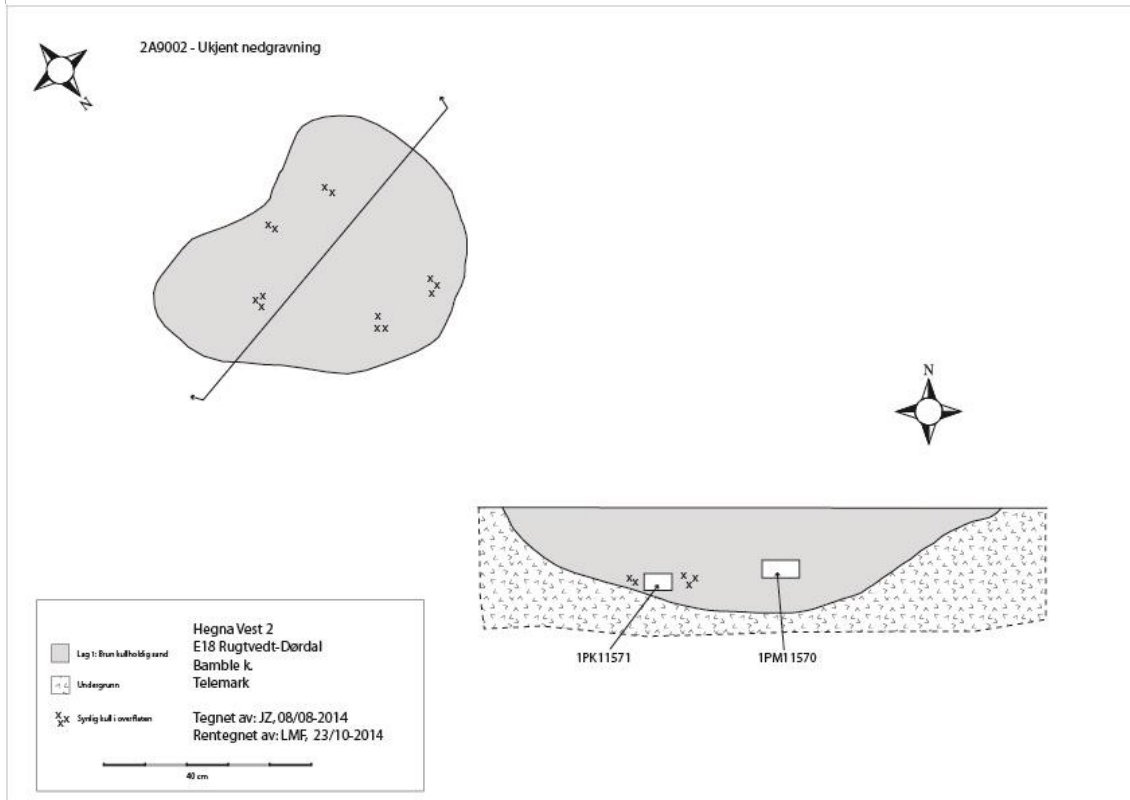 2A9002 - Ukjent nedgravning
N
N
1PK11571
1PM11570
Hegna Vest 2
E18 Rugtvedt-Dørdal
Bamble k.
Telemark
Lag 1: Brun kullholdig sand
Undergrunn
Synlig kull i overflaten
Tegnet av: JZ, 08/08-2014
Rentegnet av: LMF, 23/10-2014
40 cm